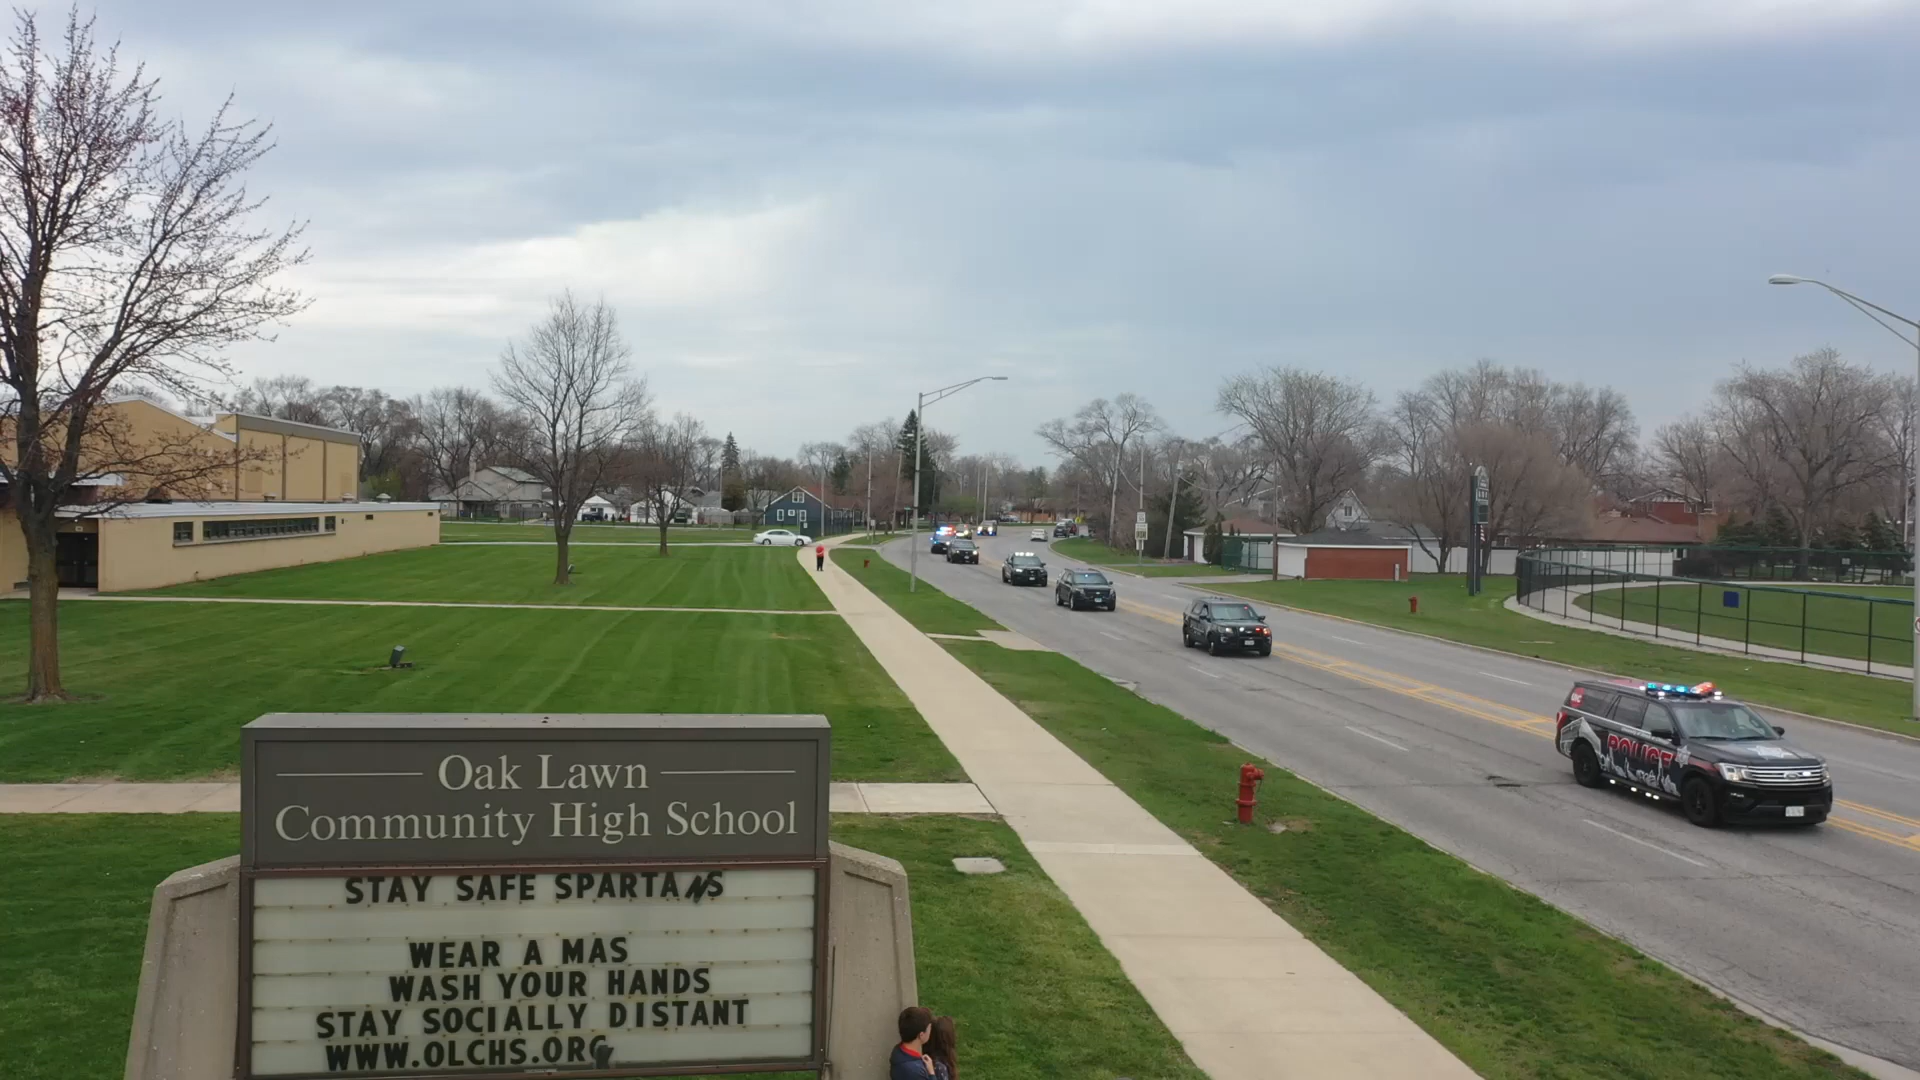 Oak Lawn
Community High School
STAY SAFE SPARTANS
WEAR A MAS
WASH YOUR HANDS
STAY SOCIALLY DISTANT
WWW.OLCHS.ORG
POLICE